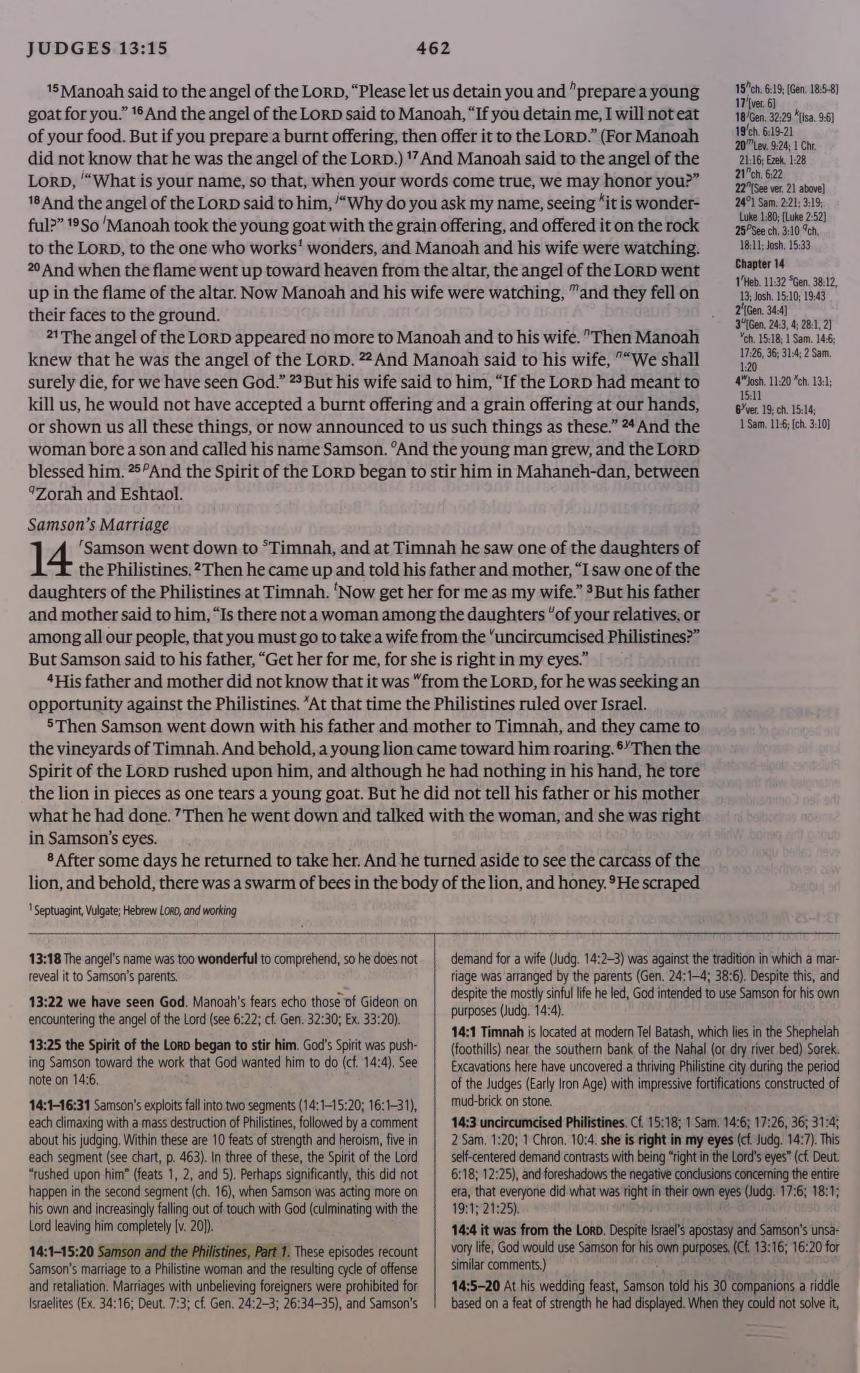 JUDGES 13:15
462
15 Manoah said to the angel of the LORD, “Please let us detain you and hprepare a young
goat for you.” 16 And the angel of the LORD said to Manoah, “If you detain me, I will not eat
of your food. But if you prepare a burnt offering, then offer it to the LORD.” (For Manoah
did not know that he was the angel of the LORD.) 17 And Manoah said to the angel of the
LORD, i“What is your name, so that, when your words come true, we may honor you?”
18 And the angel of the LORD said to him, j“Why do you ask my name, seeing kit is wonder-
ful?” 19 So lManoah took the young goat with the grain offering, and offered it on the rock
to the LORD, to the one who works1 wonders, and Manoah and his wife were watching.
20 And when the flame went up toward heaven from the altar, the angel of the LORD went
up in the flame of the altar. Now Manoah and his wife were watching, mand they fell on
their faces to the ground.
21 The angel of the LORD appeared no more to Manoah and to his wife. nThen Manoah
knew that he was the angel of the LORD. 22 And Manoah said to his wife, n“We shall
surely die, for we have seen God.” 23 But his wife said to him, “If the LORD had meant to
kill us, he would not have accepted a burnt offering and a grain offering at our hands,
or shown us all these things, or now announced to us such things as these.” 24 And the
woman bore a son and called his name Samson. oAnd the young man grew, and the LORD
blessed him. 25 pAnd the Spirit of the LORD began to stir him in Mahaneh-dan, between
qZorah and Eshtaol.
Samson’s Marriage
14 rSamson went down to sTimnah, and at Timnah he saw one of the daughters of
the Philistines. 2 Then he came up and told his father and mother, “I saw one of the
daughters of the Philistines at Timnah. tNow get her for me as my wife.” 3 But his father
and mother said to him, “Is there not a woman among the daughters uof your relatives, or
among all our people, that you must go to take a wife from the vuncircumcised Philistines?”
But Samson said to his father, “Get her for me, for she is right in my eyes.”
4 His father and mother did not know that it was wfrom the LORD, for he was seeking an
opportunity against the Philistines. xAt that time the Philistines ruled over Israel.
5 Then Samson went down with his father and mother to Timnah, and they came to
the vineyards of Timnah. And behold, a young lion came toward him roaring. 6 yThen the
Spirit of the LORD rushed upon him, and although he had nothing in his hand, he tore
the lion in pieces as one tears a young goat. But he did not tell his father or his mother
what he had done. 7 Then he went down and talked with the woman, and she was right
in Samson’s eyes.
8 After some days he returned to take her. And he turned aside to see the carcass of the
lion, and behold, there was a swarm of bees in the body of the lion, and honey. 9 He scraped
1 Septuagint, Vulgate; Hebrew LORD, and working
15 hch. 6:19; [Gen. 18:5-8]
17 i[ver. 6]
18 jGen. 32:29 k[Isa. 9:6]
19 lch. 6:19-21
20 mLev. 9:24; 1 Chr.
21:16; Ezek. 1:28
21 nch. 6:22
22 n[See ver. 21 above]
24 o1 Sam. 2:21; 3:19;
Luke 1:80; [Luke 2:52]
25 pSee ch. 3:10 qch.
18:11; Josh. 15:33
Chapter 14
1 rHeb. 11:32 sGen. 38:12,
13; Josh. 15:10; 19:43
2 t[Gen. 34:4]
3 u[Gen. 24:3, 4; 28:1, 2]
vch. 15:18; 1 Sam. 14:6;
17:26, 36; 31:4; 2 Sam.
1:20
4 wJosh. 11:20 xch. 13:1;
15:11
6 yver. 19; ch. 15:14;
1 Sam. 11:6; [ch. 3:10]
13:18 The angel’s name was too wonderful to comprehend, so he does not
reveal it to Samson’s parents.
13:22 we have seen God. Manoah’s fears echo those of Gideon on
encountering the angel of the Lord (see 6:22; cf. Gen. 32:30; Ex. 33:20).
13:25 the Spirit of the LORD began to stir him. God’s Spirit was push-
ing Samson toward the work that God wanted him to do (cf. 14:4). See
note on 14:6.
14:1–16:31 Samson’s exploits fall into two segments (14:1–15:20; 16:1–31),
each climaxing with a mass destruction of Philistines, followed by a comment
about his judging. Within these are 10 feats of strength and heroism, five in
each segment (see chart, p. 463). In three of these, the Spirit of the Lord
“rushed upon him” (feats 1, 2, and 5). Perhaps significantly, this did not
happen in the second segment (ch. 16), when Samson was acting more on
his own and increasingly falling out of touch with God (culminating with the
Lord leaving him completely [v. 20]).
14:1–15:20 Samson and the Philistines, Part 1. These episodes recount
Samson’s marriage to a Philistine woman and the resulting cycle of offense
and retaliation. Marriages with unbelieving foreigners were prohibited for
Israelites (Ex. 34:16; Deut. 7:3; cf. Gen. 24:2–3; 26:34–35), and Samson’s
demand for a wife (Judg. 14:2–3) was against the tradition in which a mar-
riage was arranged by the parents (Gen. 24:1–4; 38:6). Despite this, and
despite the mostly sinful life he led, God intended to use Samson for his own
purposes (Judg. 14:4).
14:1 Timnah is located at modern Tel Batash, which lies in the Shephelah
(foothills) near the southern bank of the Nahal (or dry river bed) Sorek.
Excavations here have uncovered a thriving Philistine city during the period
of the Judges (Early Iron Age) with impressive fortifications constructed of
mud-brick on stone.
14:3 uncircumcised Philistines. Cf. 15:18; 1 Sam. 14:6; 17:26, 36; 31:4;
2 Sam. 1:20; 1 Chron. 10:4. she is right in my eyes (cf. Judg. 14:7). This
self-centered demand contrasts with being “right in the Lord’s eyes” (cf. Deut.
6:18; 12:25), and foreshadows the negative conclusions concerning the entire
era, that everyone did what was right in their own eyes (Judg. 17:6; 18:1;
19:1; 21:25).
14:4 it was from the LORD. Despite Israel’s apostasy and Samson’s unsa-
vory life, God would use Samson for his own purposes. (Cf. 13:16; 16:20 for
similar comments.)
14:5–20 At his wedding feast, Samson told his 30 companions a riddle
based on a feat of strength he had displayed. When they could not solve it,